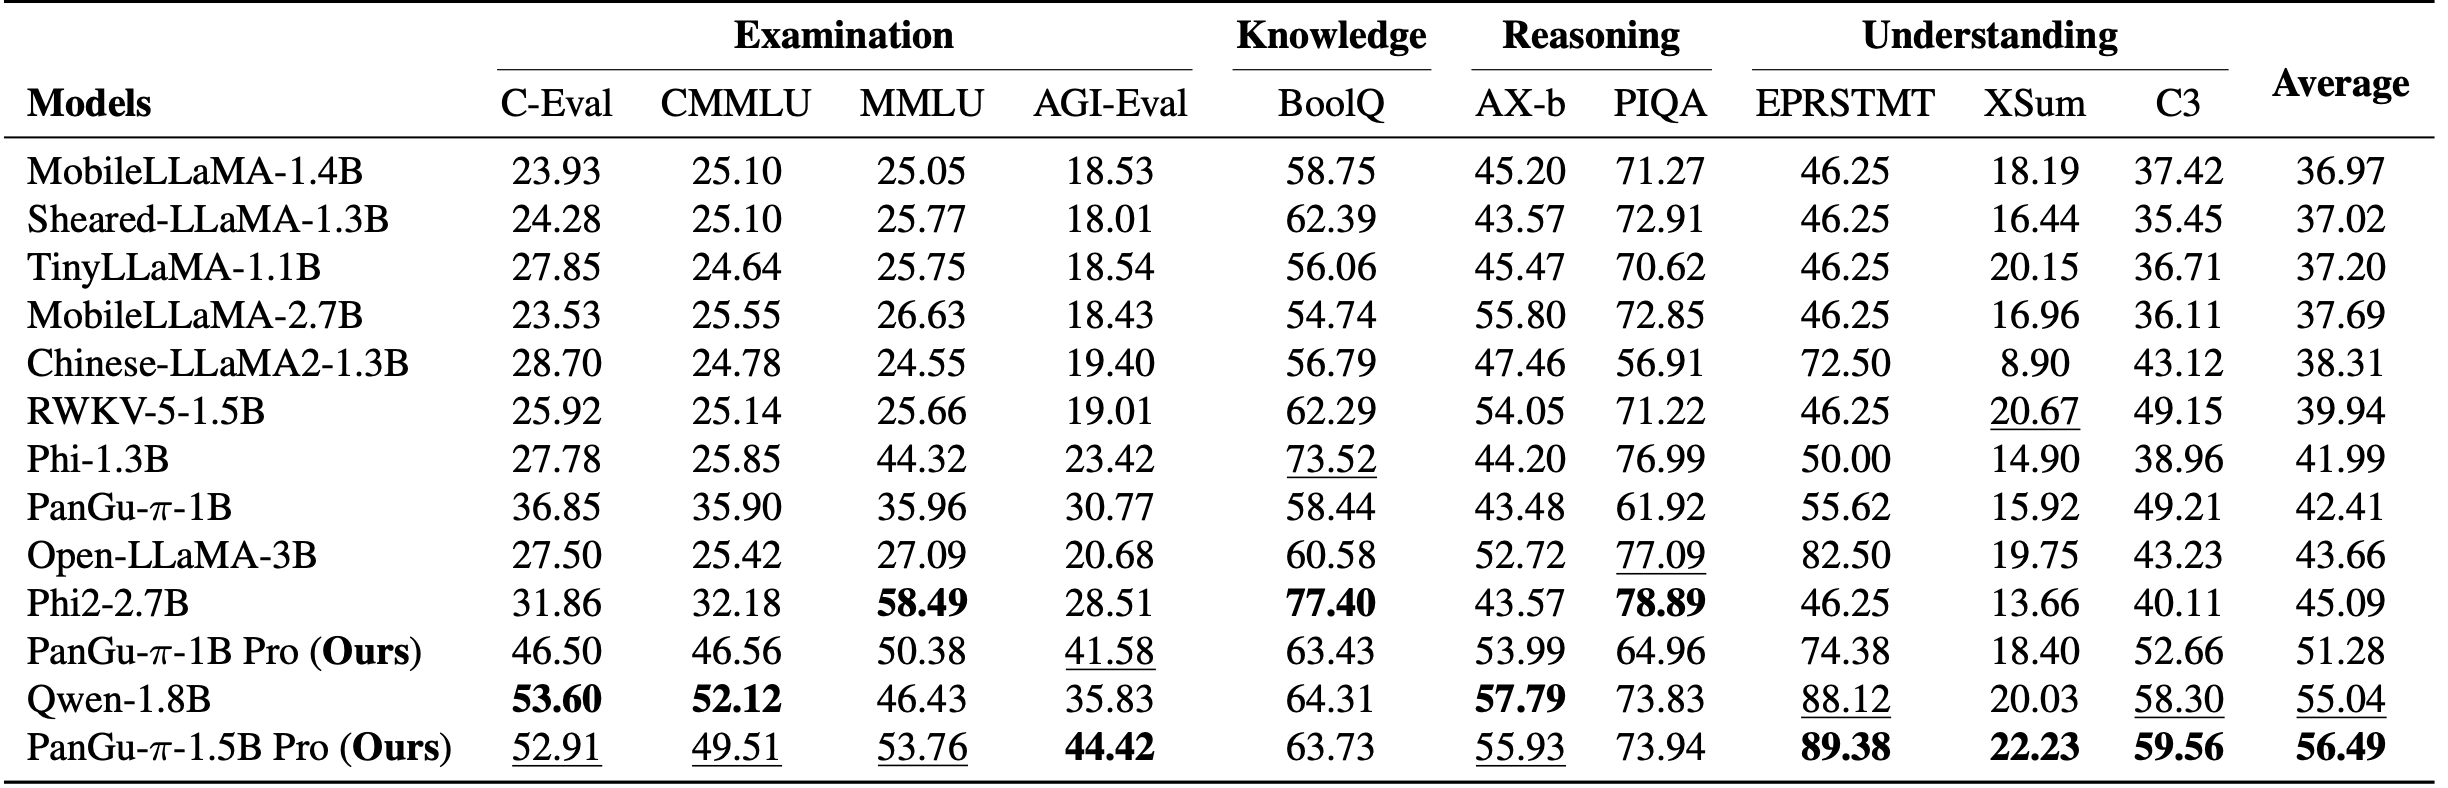 Examination Knowledge Reasoning Understanding
Models C-Eval CMMLU MMLU AGI-Eval BoolQ AX-b PIQA EPRSTMT XSum C3 Average
MobileLLaMA-1.4B 23.93 25.10 25.05 18.53 58.75 45.20 71.27 46.25 18.19 37.42 36.97
Sheared-LLaMA-1.3B 24.28 25.10 25.77 18.01 62.39 43.57 72.91 46.25 16.44 35.45 37.02
TinyLLaMA-1.1B 27.85 24.64 25.75 18.54 56.06 45.47 70.62 46.25 20.15 36.71 37.20
MobileLLaMA-2.7B 23.53 25.55 26.63 18.43 54.74 55.80 72.85 46.25 16.96 36.11 37.69
Chinese-LLaMA2-1.3B 28.70 24.78 24.55 19.40 56.79 47.46 56.91 72.50 8.90 43.12 38.31
RWKV-5-1.5B 25.92 25.14 25.66 19.01 62.29 54.05 71.22 46.25 20.67 49.15 39.94
Phi-1.3B 27.78 25.85 44.32 23.42 73.52 44.20 76.99 50.00 14.90 38.96 41.99
PanGu-π-1B 36.85 35.90 35.96 30.77 58.44 43.48 61.92 55.62 15.92 49.21 42.41
Open-LLaMA-3B 27.50 25.42 27.09 20.68 60.58 52.72 77.09 82.50 19.75 43.23 43.66
Phi2-2.7B 31.86 32.18 58.49 28.51 77.40 43.57 78.89 46.25 13.66 40.11 45.09
PanGu-π-1B Pro (Ours) 46.50 46.56 50.38 41.58 63.43 53.99 64.96 74.38 18.40 52.66 51.28
Qwen-1.8B 53.60 52.12 46.43 35.83 64.31 57.79 73.83 88.12 20.03 58.30 55.04
PanGu-π-1.5B Pro (Ours) 52.91 49.51 53.76 44.42 63.73 55.93 73.94 89.38 22.23 59.56 56.49